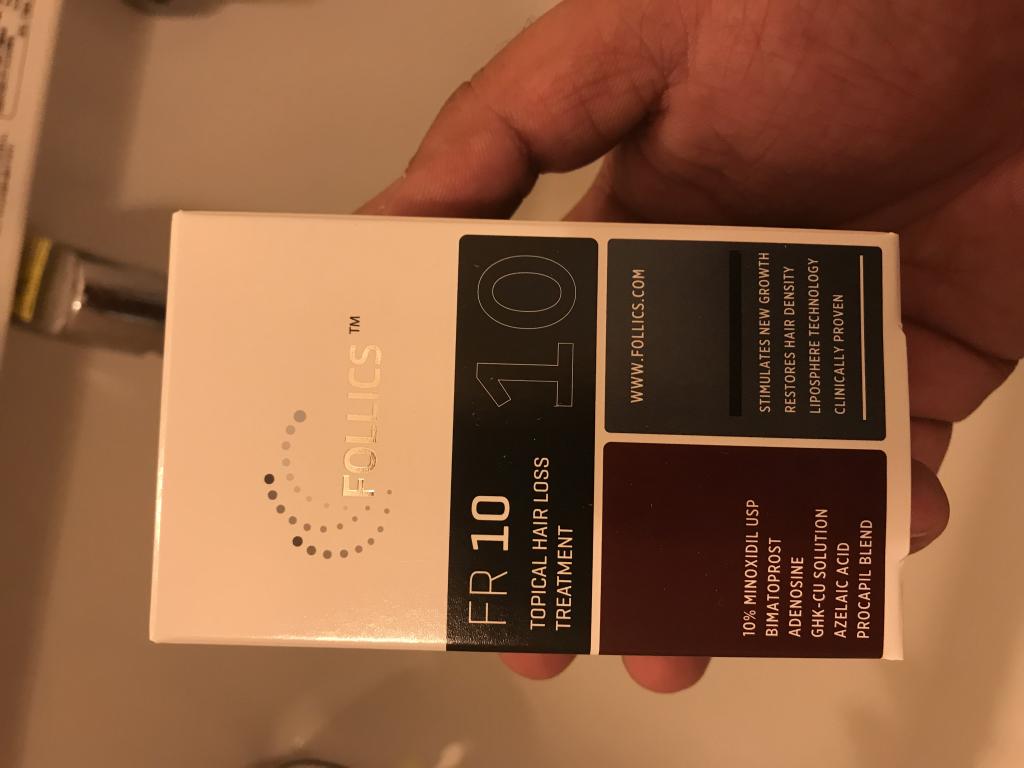 FOLLICS™
FR 10
10
TOPICAL HAIR LOSS
TREATMENT
10% MINOXIDIL USP
BIMATOPROST
ADENOSINE
GHK-CU SOLUTION
AZELAIC ACID
PROCAPIL BLEND
WWW.FOLLICS.COM
STIMULATES NEW GROWTH
RESTORES HAIR DENSITY
LIPOSPHERE TECHNOLOGY
CLINICALLY PROVEN